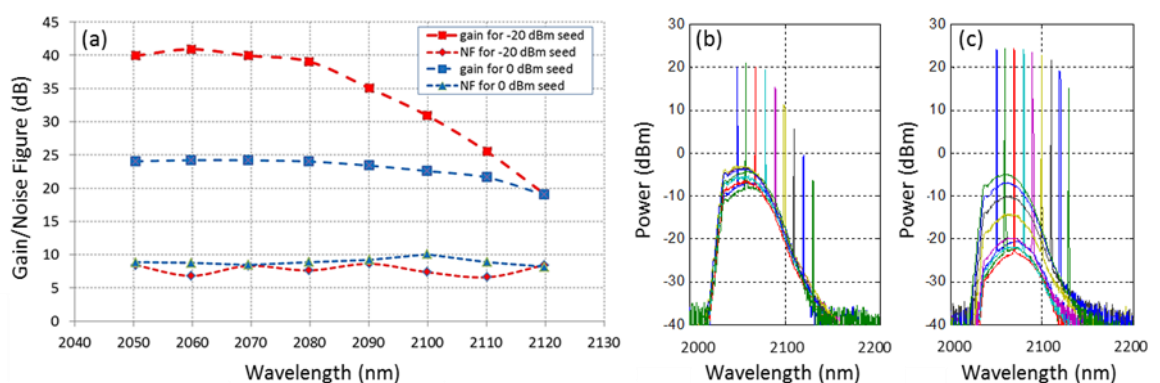 (a)
gain for -20 dBm seed
NF for -20 dBm seed
gain for 0 dBm seed
NF for 0 dBm seed
Gain/Noise Figure (dB)
45
40
35
30
25
20
15
10
5
0
2040 2050 2060 2070 2080 2090 2100 2110 2120 2130
Wavelength (nm)
(b)
Power (dBm)
30
20
10
0
-10
-20
-30
-40
2000 2100 2200
Wavelength (nm)
(c)
Power (dBm)
30
20
10
0
-10
-20
-30
-40
2000 2100 2200
Wavelength (nm)